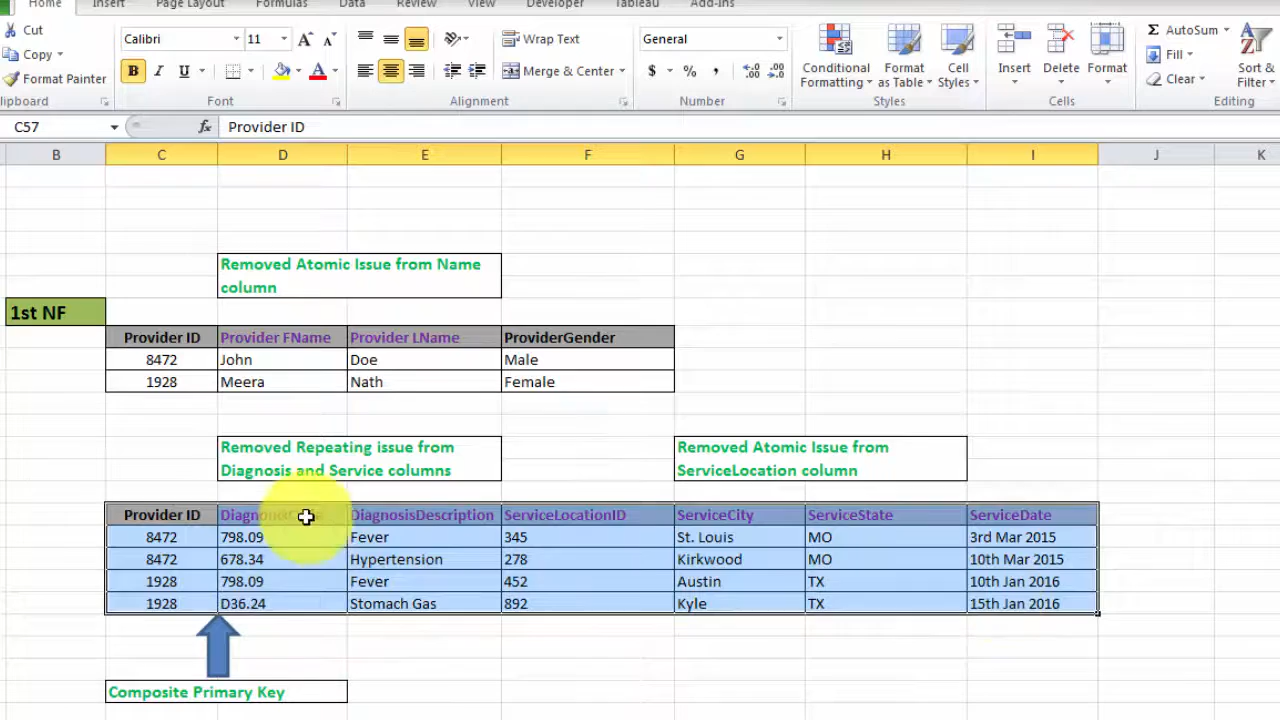 Home Insert Page Layout Formulas Data Review View Developer Tableau Add-Ins
Cut
Copy
Format Painter
lipboard
Calibri 11
B I U A
Font
Wrap Text
Merge & Center
Alignment
General
$ % ,
Number
Conditional Formatting
Format as Table
Cell Styles
Styles
Insert Delete Format
Cells
Σ AutoSum
Fill
Clear
Sort & Filter
Editing
C57 fx Provider ID
B C D E F G H I J K
Removed Atomic Issue from Name
column
1st NF
Provider ID Provider FName Provider LName ProviderGender
8472 John Doe Male
1928 Meera Nath Female
Removed Repeating issue from
Diagnosis and Service columns
Removed Atomic Issue from
ServiceLocation column
Provider ID DiagnosisDescription ServiceLocationID ServiceCity ServiceState ServiceDate
8472 798.09 Fever 345 St. Louis MO 3rd Mar 2015
8472 678.34 Hypertension 278 Kirkwood MO 10th Mar 2015
1928 798.09 Fever 452 Austin TX 10th Jan 2016
1928 D36.24 Stomach Gas 892 Kyle TX 15th Jan 2016
Composite Primary Key